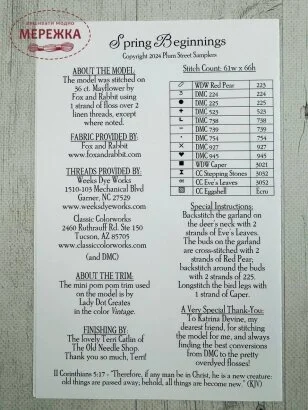 ВИШИВАЙТЕ МОДНО
МЕРЕЖКА
Spring Beginnings
Copyright 2024 Plum Street Samplers
ABOUT THE MODEL
The model was stitched on
36 ct. Mayflower by
Fox and Rabbit using
1 strand of floss over 2
linen threads, except
where noted.
FABRIC PROVIDED BY:
Fox and Rabbit
www.foxandrabbit.com
THREADS PROVIDED BY:
Weeks Dye Works
1510-103 Mechanical Blvd
Garner, NC 27529
www.weeksdyeworks.com
Classic Colorworks
2460 Ruthrauff Rd. Ste 150
Tucson, AZ 85705
www.classiccolorworks.com
(and DMC)
ABOUT THE TRIM:
The mini pom pom trim used
on the model is by
Lady Dot Creates
in the color Vintage.
FINISHING BY:
The lovely Terri Catlas of
The Old Needle Shop.
Thank you so much, Terri!
Stitch Count: 61w x 66h
WDW Red Pear 223
DMC 224 224
DMC 225 225
DMC 523 523
DMC 738 738
DMC 739 739
DMC 754 754
DMC 927 927
DMC 945 945
WDW Caper 3021
CC Stepping Stones 3032
CC Eve's Leaves 3052
CC Eggshell Ecru
Special Instructions:
Backstitch the garland on
the deer's neck with 2
strands of Eve's Leaves.
The buds on the garland
are cross-stitched with 2
strands of Red Pear;
backstitch around the buds
with 2 strands of 225.
Longstitch the bird legs with
1 strand of Caper.
A Very Special Thank-You:
To Katrina Devine, my
dearest friend, for stitching
the model for me, and always
finding the best conversions
from DMC to the pretty
overdyed flosses!
II Corinthians 5:17 - "Therefore, if any man be in Christ, he is a new creature:
old things are passed away; behold, all things are become new." (KJV)